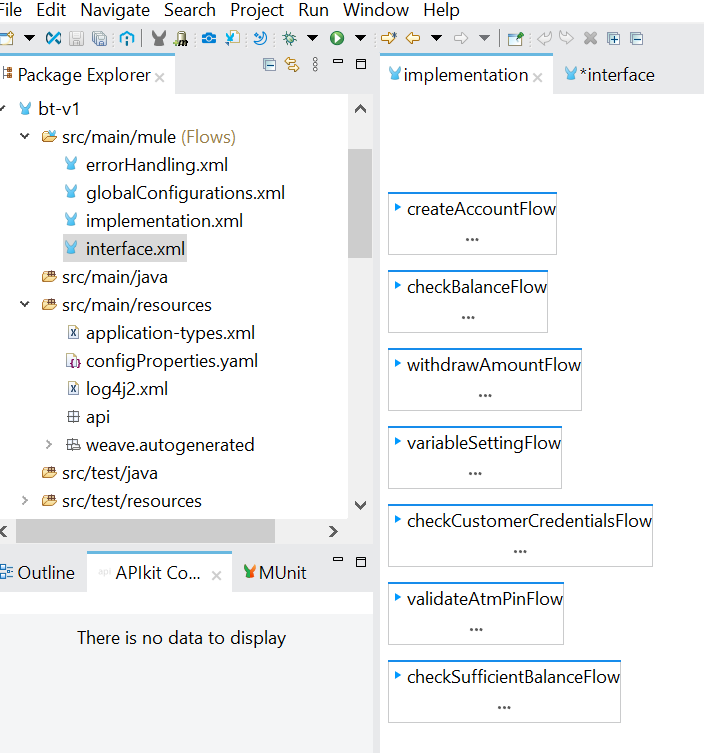 File Edit Navigate Search Project Run Window Help
Package Explorer
bt-v1
src/main/mule (Flows)
errorHandling.xml
globalConfigurations.xml
implementation.xml
interface.xml
src/main/java
src/main/resources
application-types.xml
configProperties.yaml
log4j2.xml
api
weave.autogenerated
src/test/java
src/test/resources
Outline
api APIkit Co...
MUnit
There is no data to display
implementation
*interface
createAccountFlow
...
checkBalanceFlow
...
withdrawAmountFlow
...
variableSettingFlow
...
checkCustomerCredentialsFlow
...
validateAtmPinFlow
...
checkSufficientBalanceFlow
...